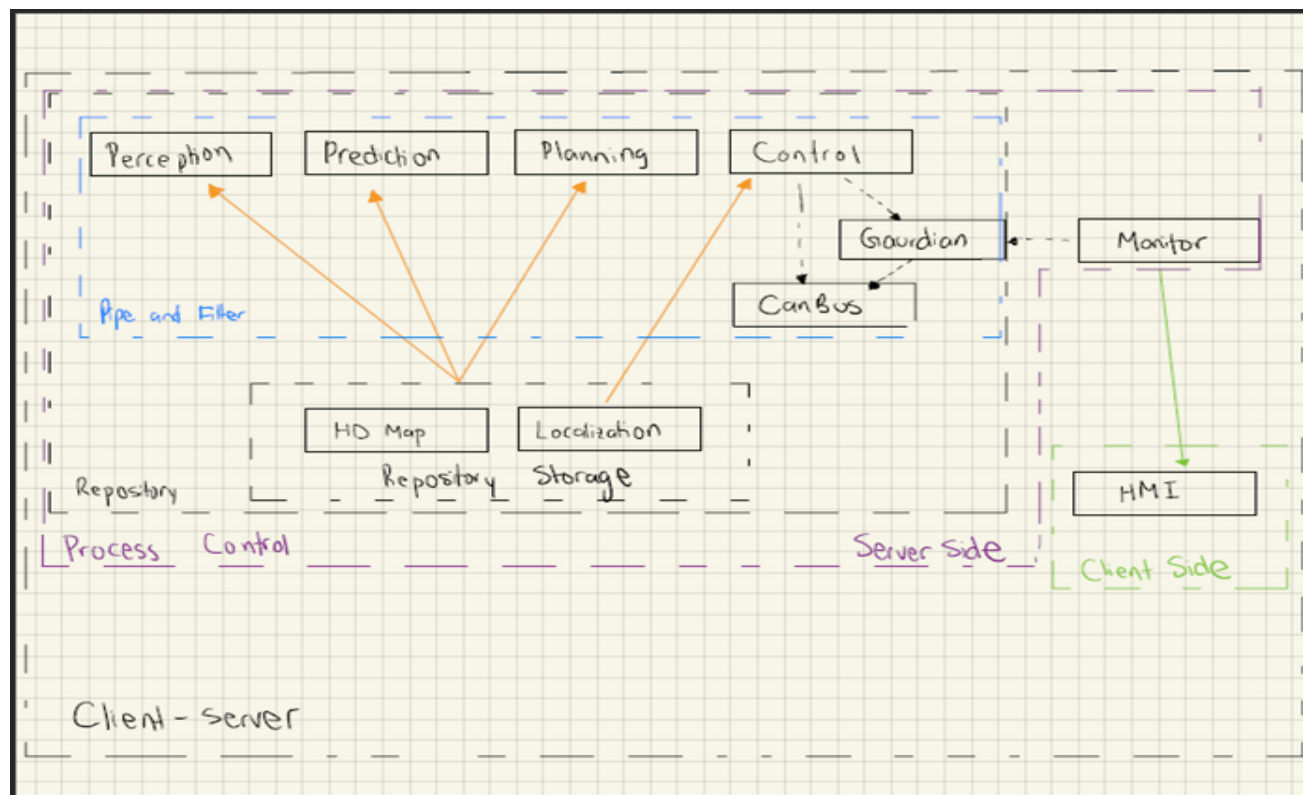 Perception
Prediction
Planning
Control
Gaurdian
Monitor
CanBus
Pipe and Filter
HD Map
Localization
Repository Storage
Repository
HMI
Process Control
Server Side
Client Side
Client-server